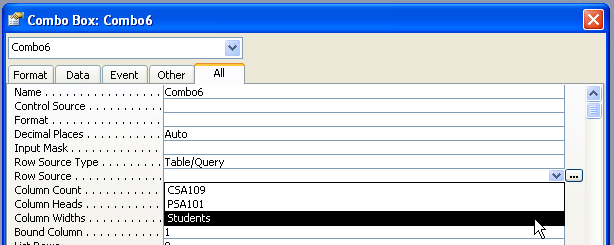 Combo Box: Combo6
Combo6
Format Data Event Other All
Name . . . . . . . . . . . . . . . . . Combo6
Control Source . . . . . . . . . .
Format . . . . . . . . . . . . . . . .
Decimal Places . . . . . . . . . . Auto
Input Mask . . . . . . . . . . . . .
Row Source Type . . . . . . . . Table/Query
Row Source . . . . . . . . . . . . ...
Column Count . . . . . . . . . . CSA109
Column Heads . . . . . . . . . . PSA101
Column Widths . . . . . . . . . . Students
Bound Column . . . . . . . . . . 1
List Rows